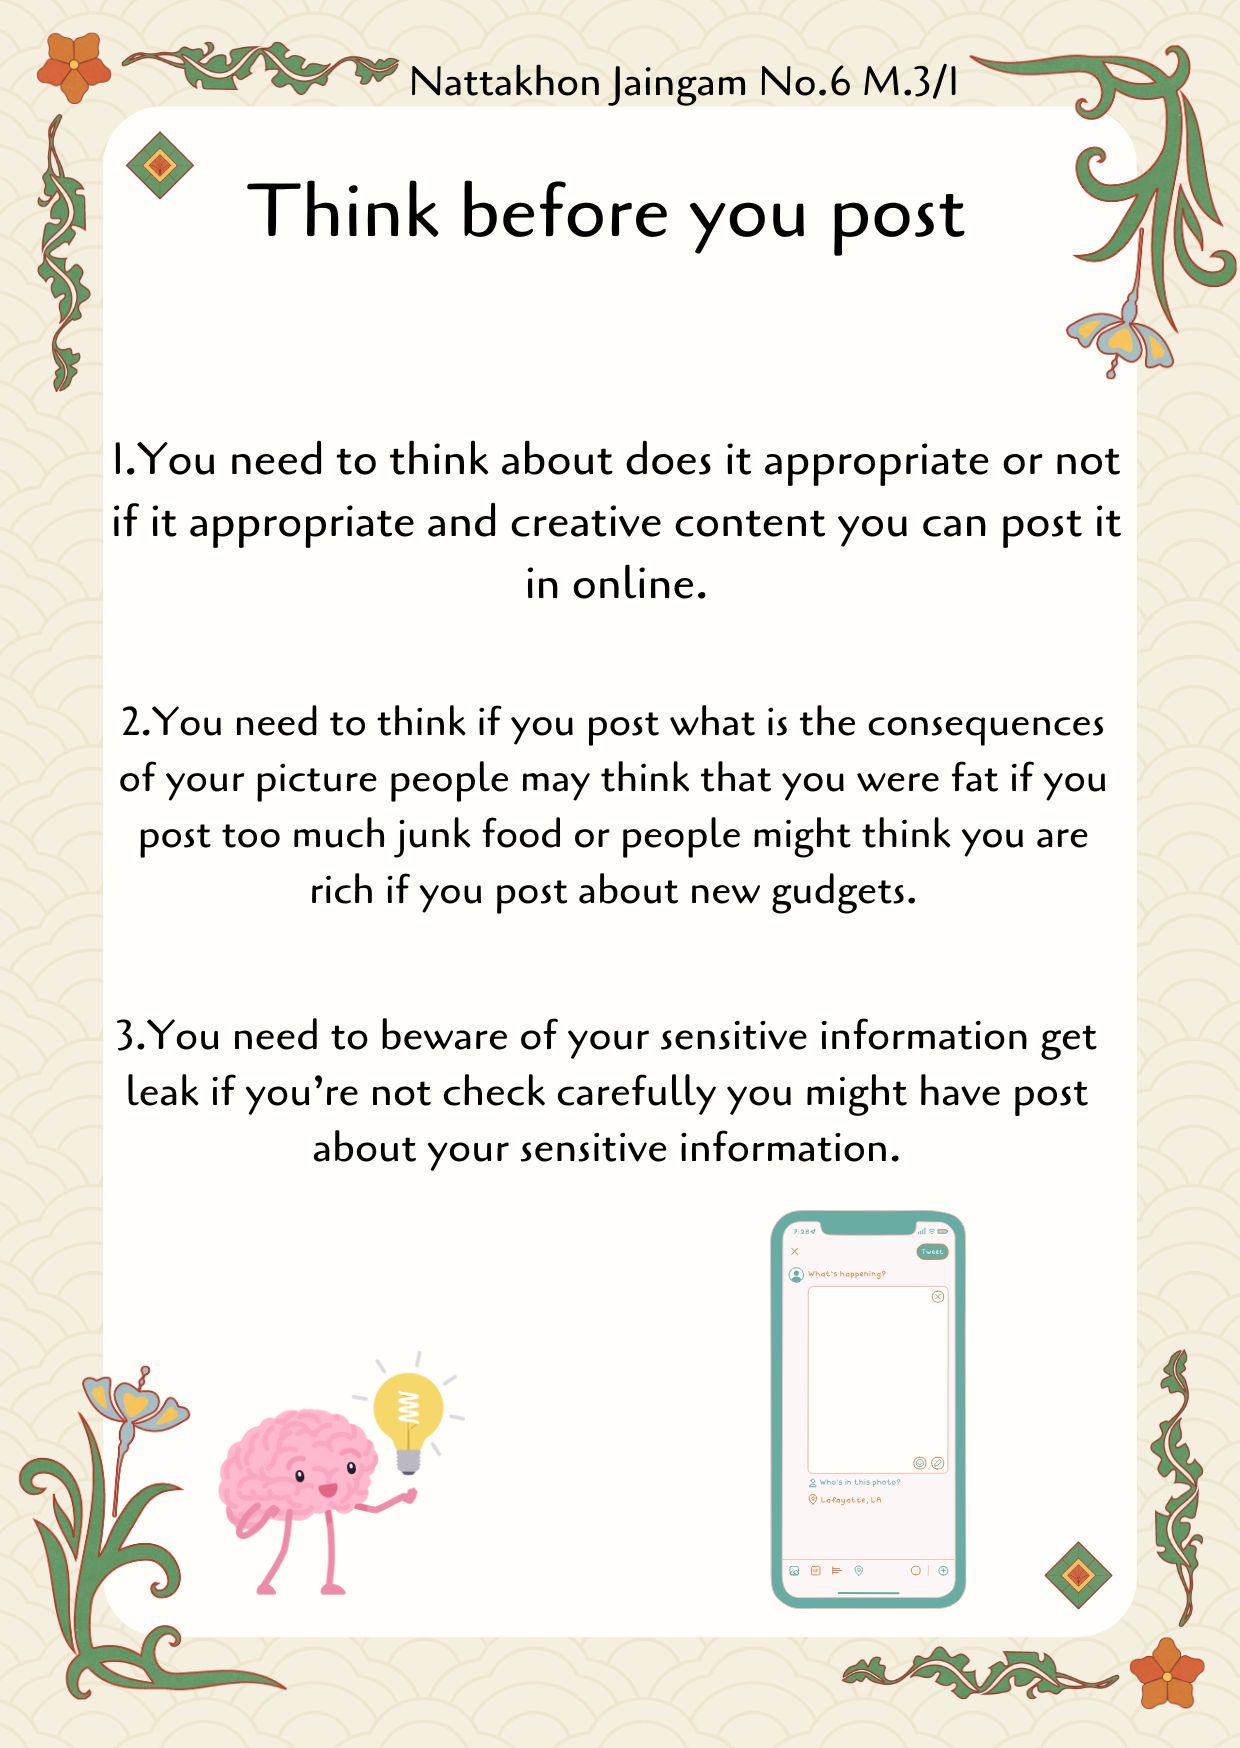 Nattakhon Jaingam No.6 M.3/1
Think before you post
1.You need to think about does it appropriate or not
if it appropriate and creative content you can post it
in online.
2.You need to think if you post what is the consequences
of your picture people may think that you were fat if you
post too much junk food or people might think you are
rich if you post about new gudgets.
3.You need to beware of your sensitive information get
leak if you’re not check carefully you might have post
about your sensitive information.
7:28
Tweet
What's happening?
Who's in this photo?
Lafayatte, LA